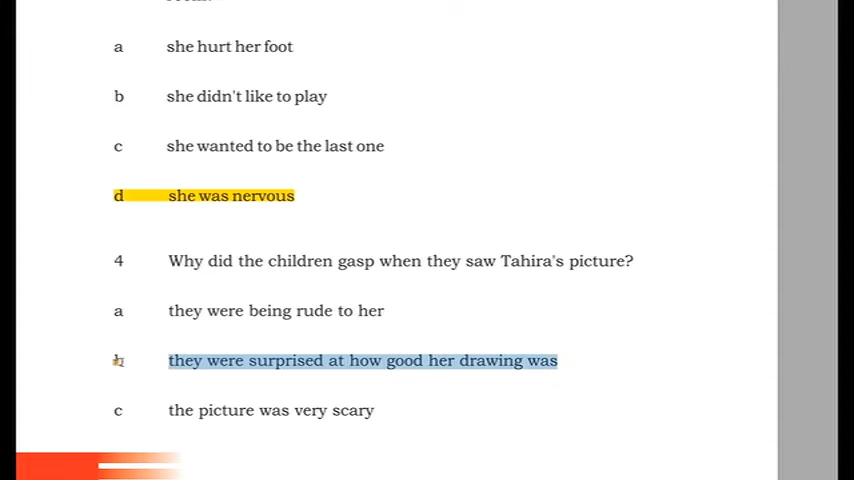 a she hurt her foot
b she didn't like to play
c she wanted to be the last one
d she was nervous
4 Why did the children gasp when they saw Tahira's picture?
a they were being rude to her
b they were surprised at how good her drawing was
c the picture was very scary